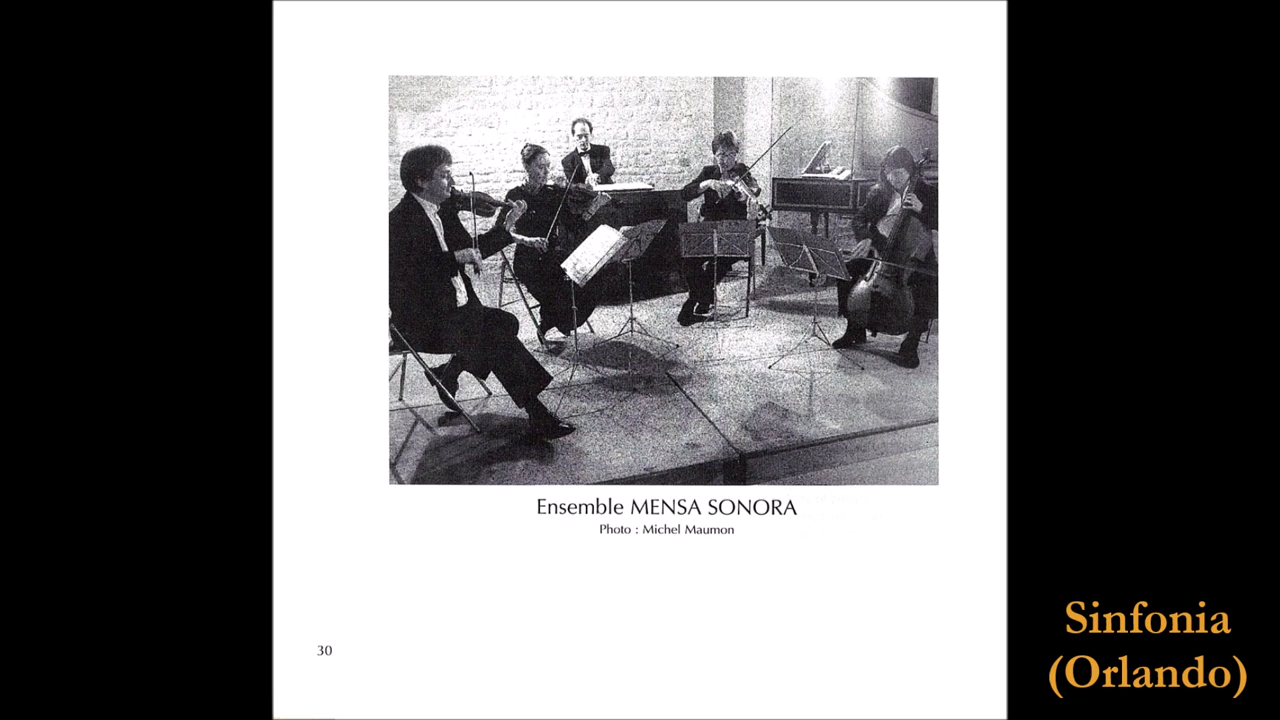 Ensemble MENSA SONORA
Photo : Michel Maumon
30
Sinfonia
(Orlando)